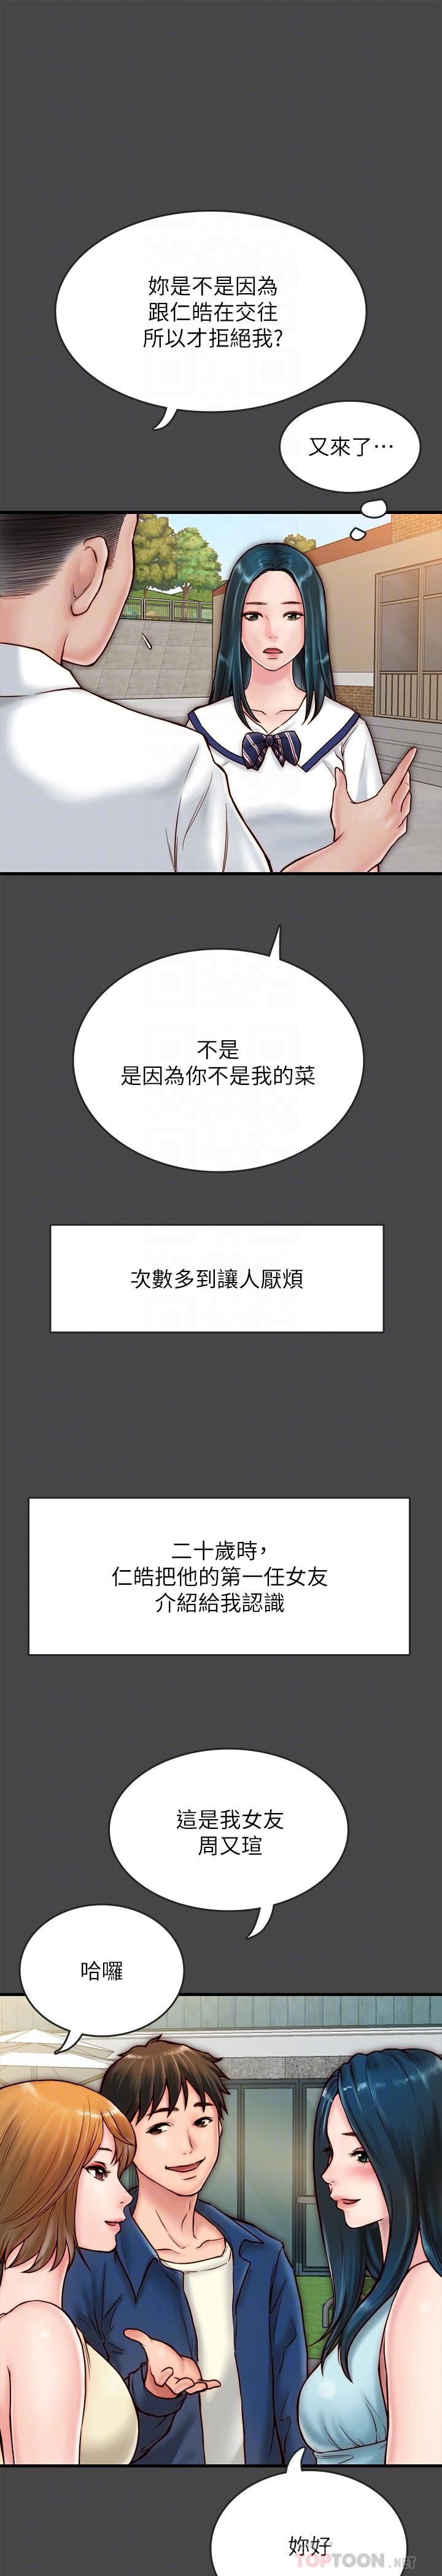 妳是不是因為
跟仁皓在交往
所以才拒絕我?
又來了…
不是
是因為你不是我的菜
次數多到讓人厭煩
二十歲時,
仁皓把他的第一任女友
介紹給我認識
這是我女友
周又瑄
哈囉
妳好
TOPTOON.NET